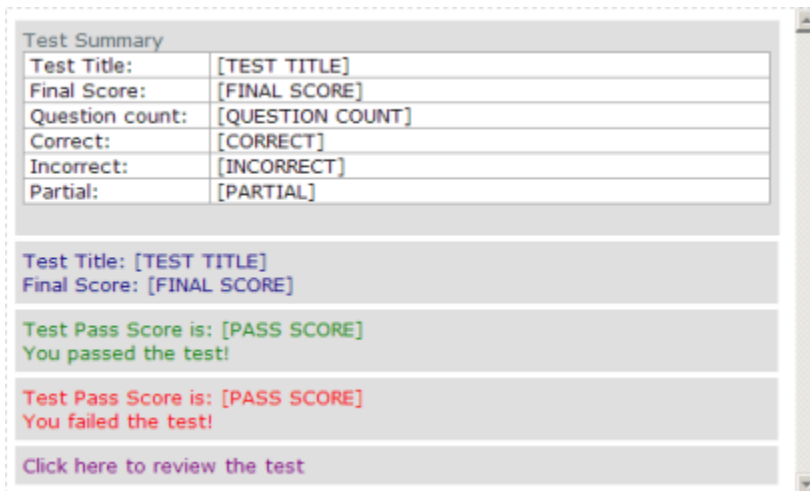 Test Summary
Test Title: [TEST TITLE]
Final Score: [FINAL SCORE]
Question count: [QUESTION COUNT]
Correct: [CORRECT]
Incorrect: [INCORRECT]
Partial: [PARTIAL]
Test Title: [TEST TITLE]
Final Score: [FINAL SCORE]
Test Pass Score is: [PASS SCORE]
You passed the test!
Test Pass Score is: [PASS SCORE]
You failed the test!
Click here to review the test